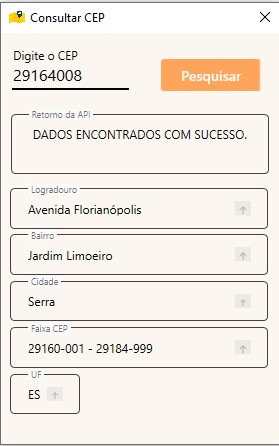 Consultar CEP
Digite o CEP
29164008
Pesquisar
Retorno da API
DADOS ENCONTRADOS COM SUCESSO.
Logradouro
Avenida Florianópolis
Bairro
Jardim Limoeiro
Cidade
Serra
Faixa CEP
29160-001 - 29184-999
UF
ES